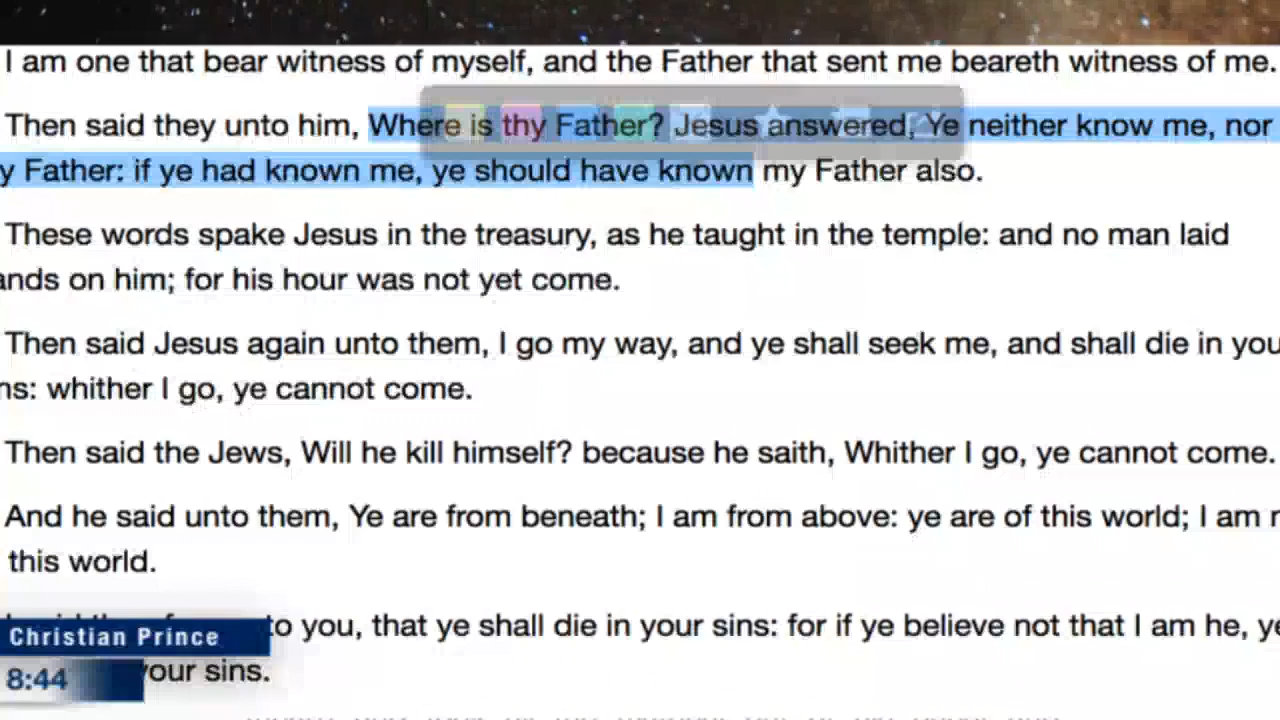 I am one that bear witness of myself, and the Father that sent me beareth witness of me.
Then said they unto him, Where is thy Father? Jesus answered, Ye neither know me, nor
y Father: if ye had known me, ye should have known my Father also.
These words spake Jesus in the treasury, as he taught in the temple: and no man laid
ands on him; for his hour was not yet come.
Then said Jesus again unto them, I go my way, and ye shall seek me, and shall die in you
ns: whither I go, ye cannot come.
Then said the Jews, Will he kill himself? because he saith, Whither I go, ye cannot come.
And he said unto them, Ye are from beneath; I am from above: ye are of this world; I am n
this world.
to you, that ye shall die in your sins: for if ye believe not that I am he, ye
your sins.
Christian Prince
8:44